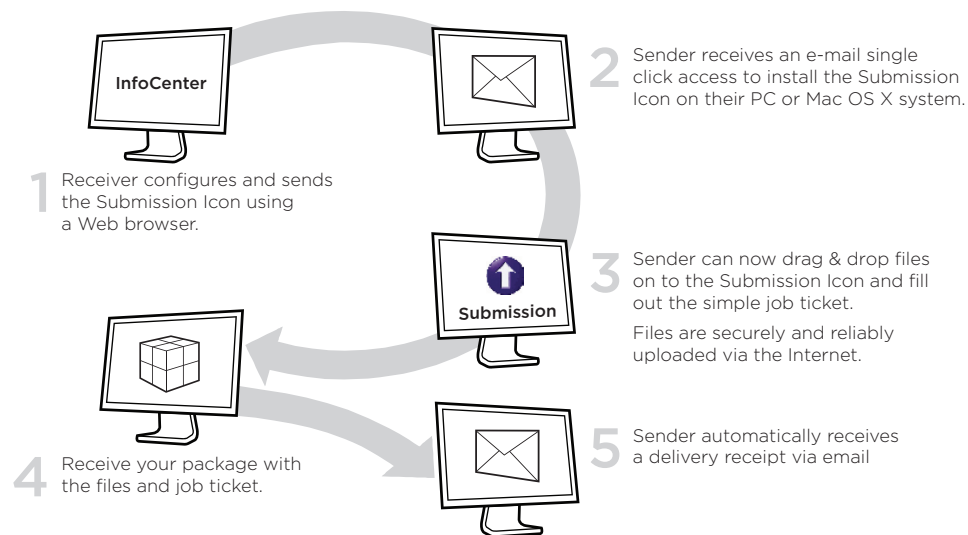 InfoCenter
1
Receiver configures and sends
the Submission Icon using
a Web browser.
2
Sender receives an e-mail single
click access to install the Submission
Icon on their PC or Mac OS X system.
Submission
3
Sender can now drag & drop files
on to the Submission Icon and fill
out the simple job ticket.
Files are securely and reliably
uploaded via the Internet.
4
Receive your package with
the files and job ticket.
5
Sender automatically receives
a delivery receipt via email